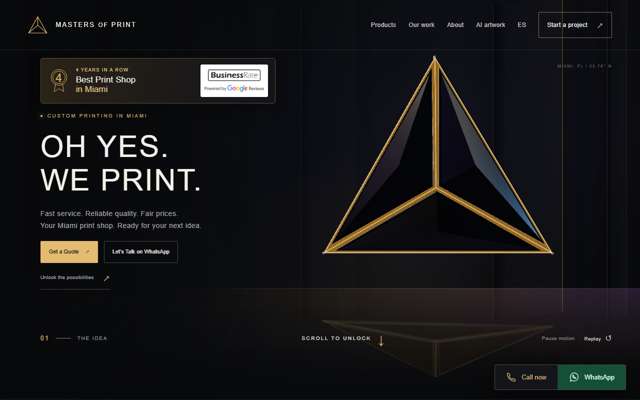 MASTERS OF PRINT
Products
Our work
About
AI artwork
ES
Start a project
4
4 YEARS IN A ROW
Best Print Shop
in Miami
BusinessRate
Powered by Google Reviews
CUSTOM PRINTING IN MIAMI
OH YES.
WE PRINT.
Fast service. Reliable quality. Fair prices.
Your Miami print shop. Ready for your next idea.
Get a Quote
Let's Talk on WhatsApp
Unlock the possibilities
01
THE IDEA
SCROLL TO UNLOCK
Pause motion
Replay
Call now
WhatsApp